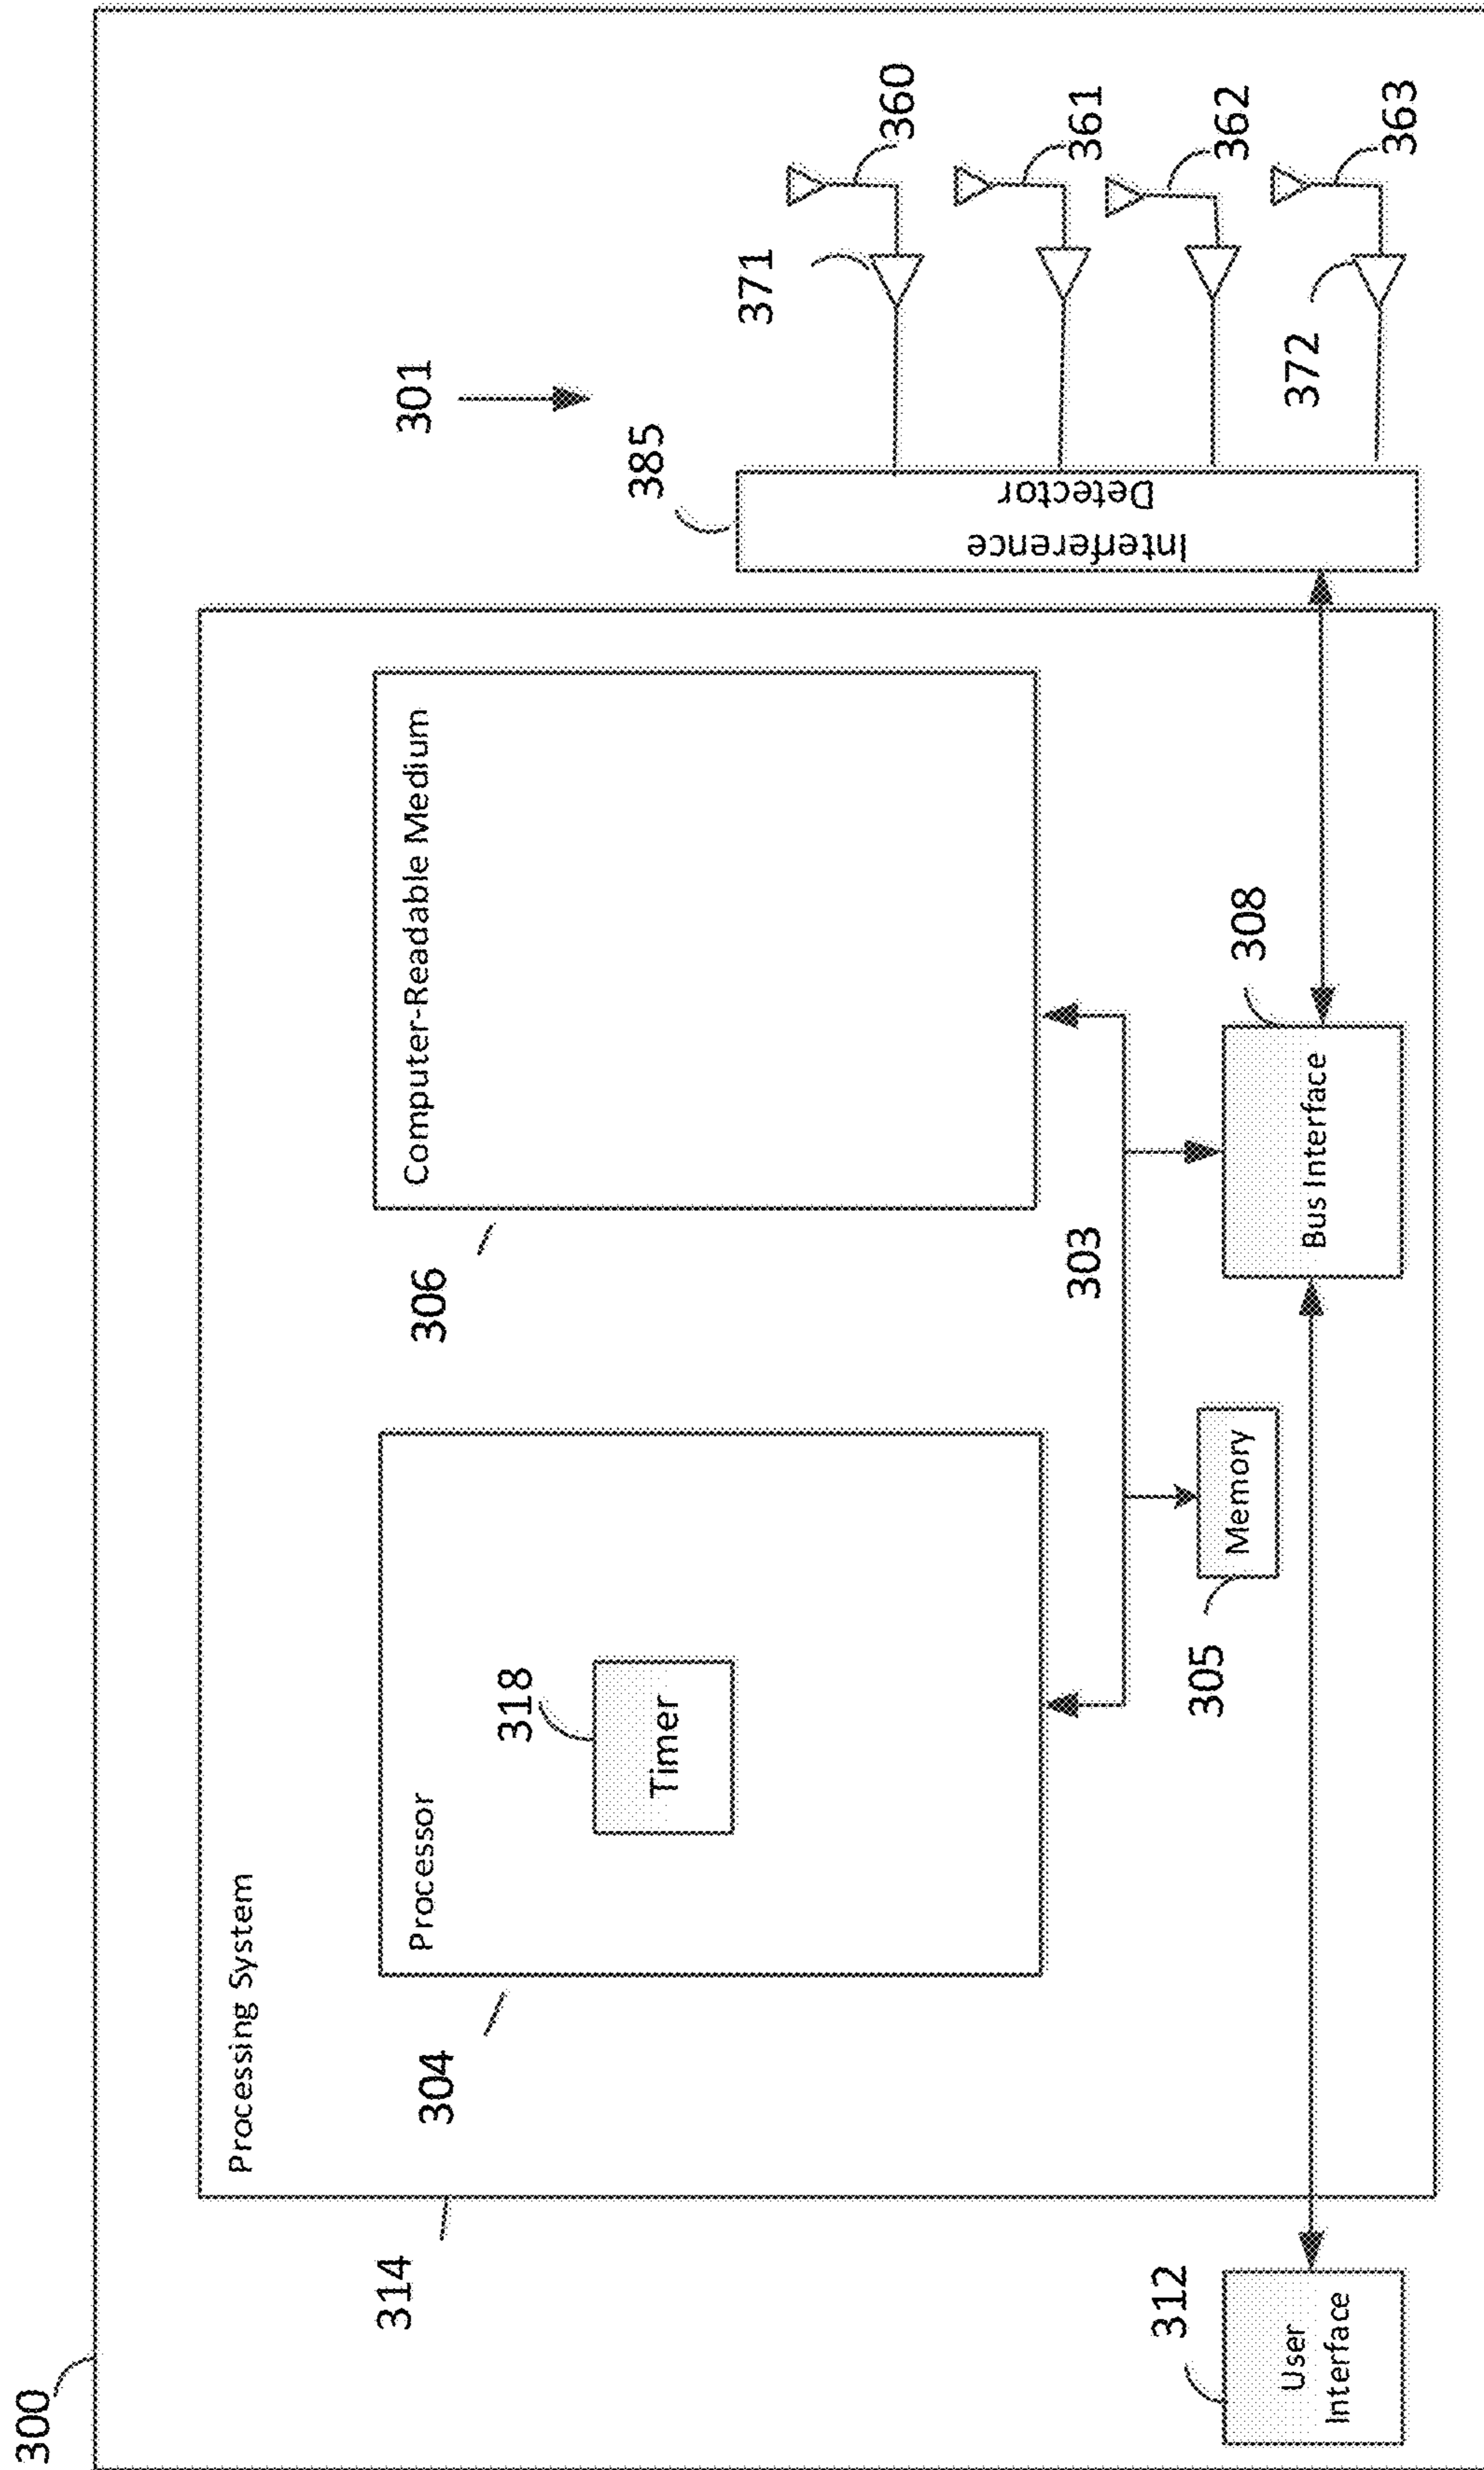 300
314
Processing System
304
Processor
318
Timer
306
Computer-Readable Medium
303
305
Memory
308
Bus Interface
312
User
Interface
301
385
Interference
Detector
371
372
360
361
362
363